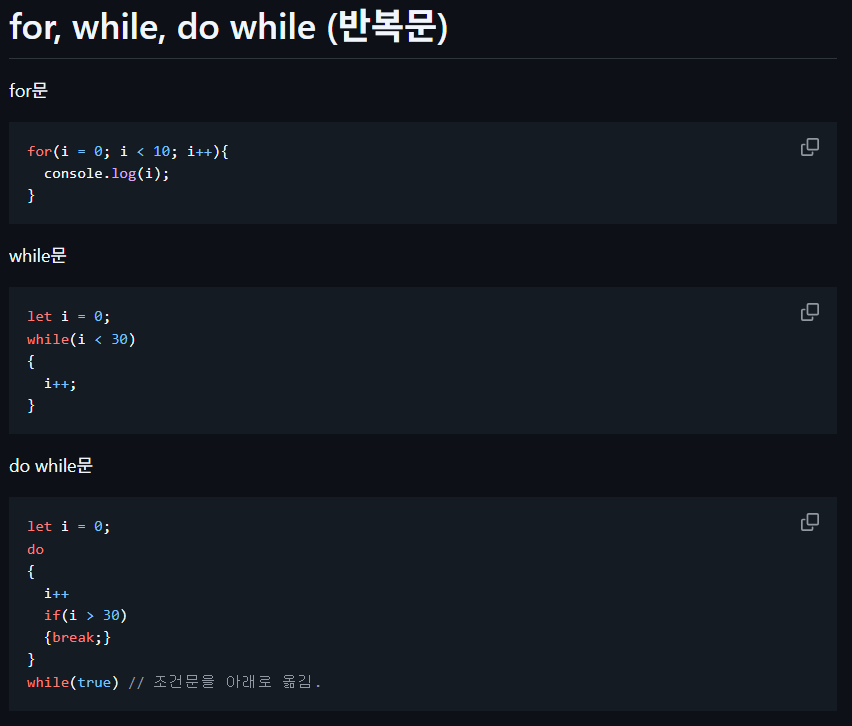 for, while, do while (반복문)
for문
for(i = 0; i < 10; i++){
  console.log(i);
}
while문
let i = 0;
while(i < 30)
{
  i++;
}
do while문
let i = 0;
do
{
  i++
  if(i > 30)
  {break;}
}
while(true) // 조건문을 아래로 옮김.